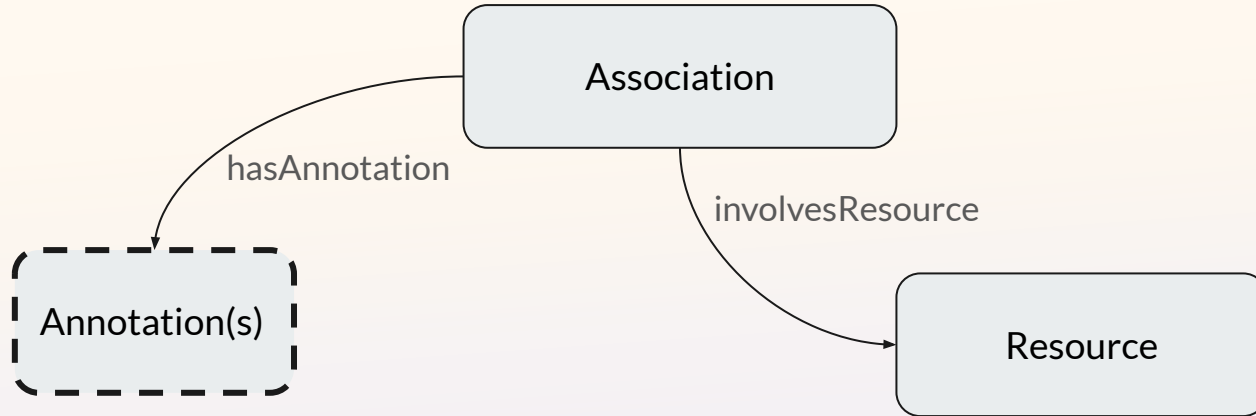 Association
hasAnnotation
involvesResource
Annotation(s)
Resource